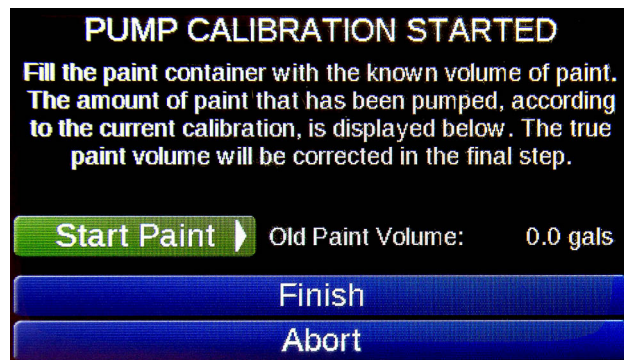 PUMP CALIBRATION STARTED
Fill the paint container with the known volume of paint.
The amount of paint that has been pumped, according
to the current calibration, is displayed below. The true
paint volume will be corrected in the final step.
Start Paint Old Paint Volume: 0.0 gals
Finish
Abort